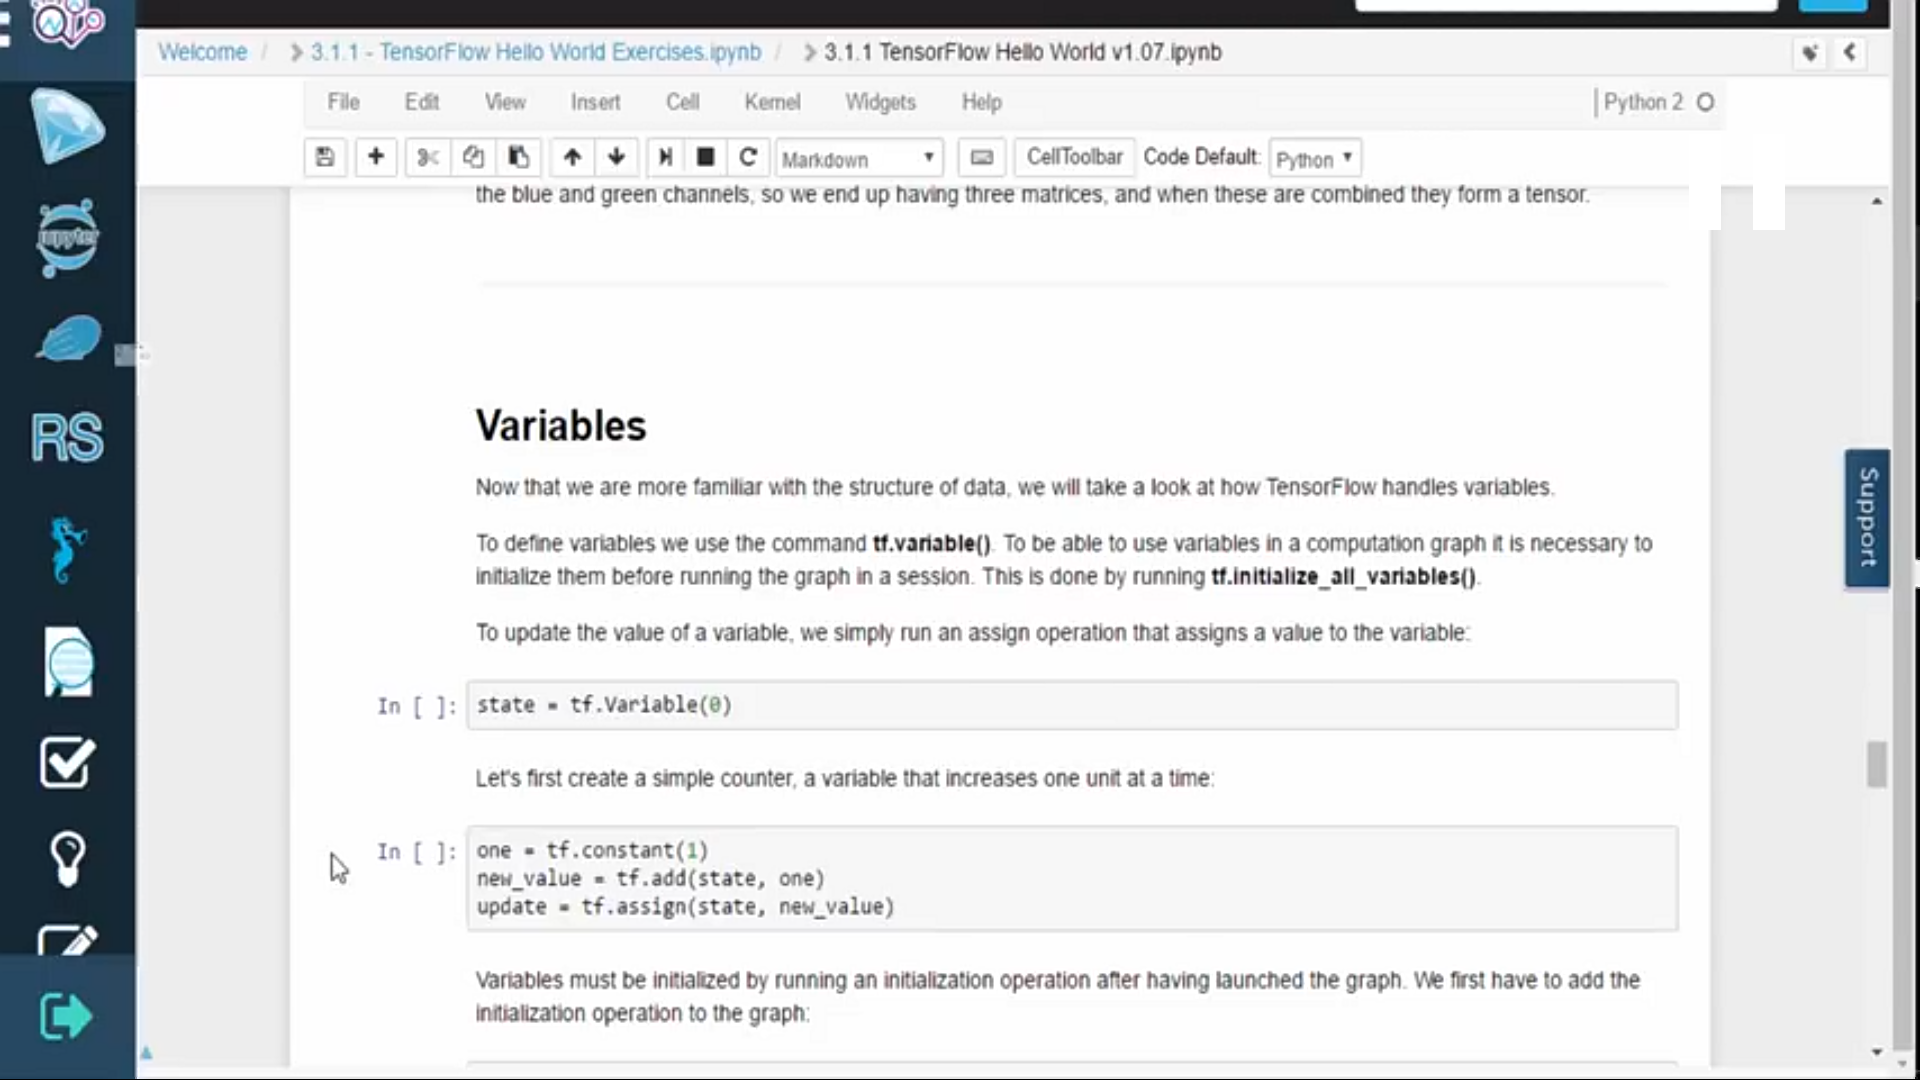 Welcome / > 3.1.1 - TensorFlow Hello World Exercises.ipynb / > 3.1.1 TensorFlow Hello World v1.07.ipynb
File Edit View Insert Cell Kernel Widgets Help | Python 2
Markdown CellToolbar Code Default: Python
jupyter
RS
the blue and green channels, so we end up having three matrices, and when these are combined they form a tensor.
Variables
Now that we are more familiar with the structure of data, we will take a look at how TensorFlow handles variables.
To define variables we use the command tf.variable(). To be able to use variables in a computation graph it is necessary to
initialize them before running the graph in a session. This is done by running tf.initialize_all_variables().
To update the value of a variable, we simply run an assign operation that assigns a value to the variable:
In [ ]: state = tf.Variable(0)
Let's first create a simple counter, a variable that increases one unit at a time:
In [ ]: one = tf.constant(1)
new_value = tf.add(state, one)
update = tf.assign(state, new_value)
Variables must be initialized by running an initialization operation after having launched the graph. We first have to add the
initialization operation to the graph:
Support